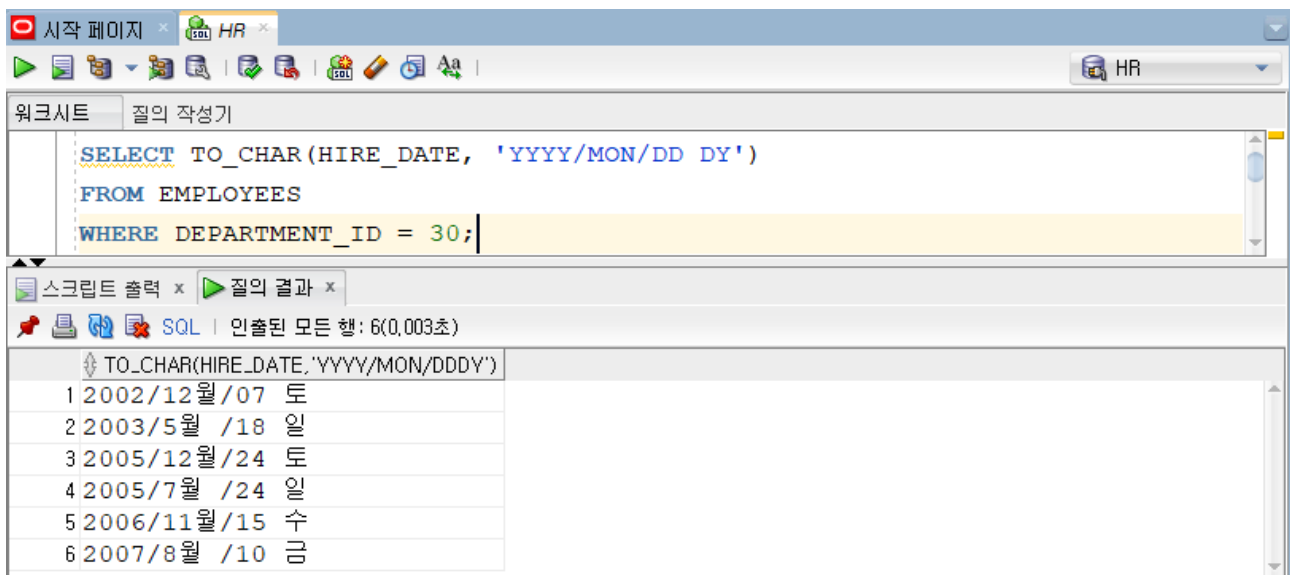 시작 페이지 HR
HR
워크시트 질의 작성기
SELECT TO_CHAR(HIRE_DATE, 'YYYY/MON/DD DY')
FROM EMPLOYEES
WHERE DEPARTMENT_ID = 30;
스크립트 출력 x 질의 결과 x
SQL | 인출된 모든 행: 6(0,003초)
TO_CHAR(HIRE_DATE,'YYYY/MON/DDDY')
1 2002/12월/07 토
2 2003/5월 /18 일
3 2005/12월/24 토
4 2005/7월 /24 일
5 2006/11월/15 수
6 2007/8월 /10 금